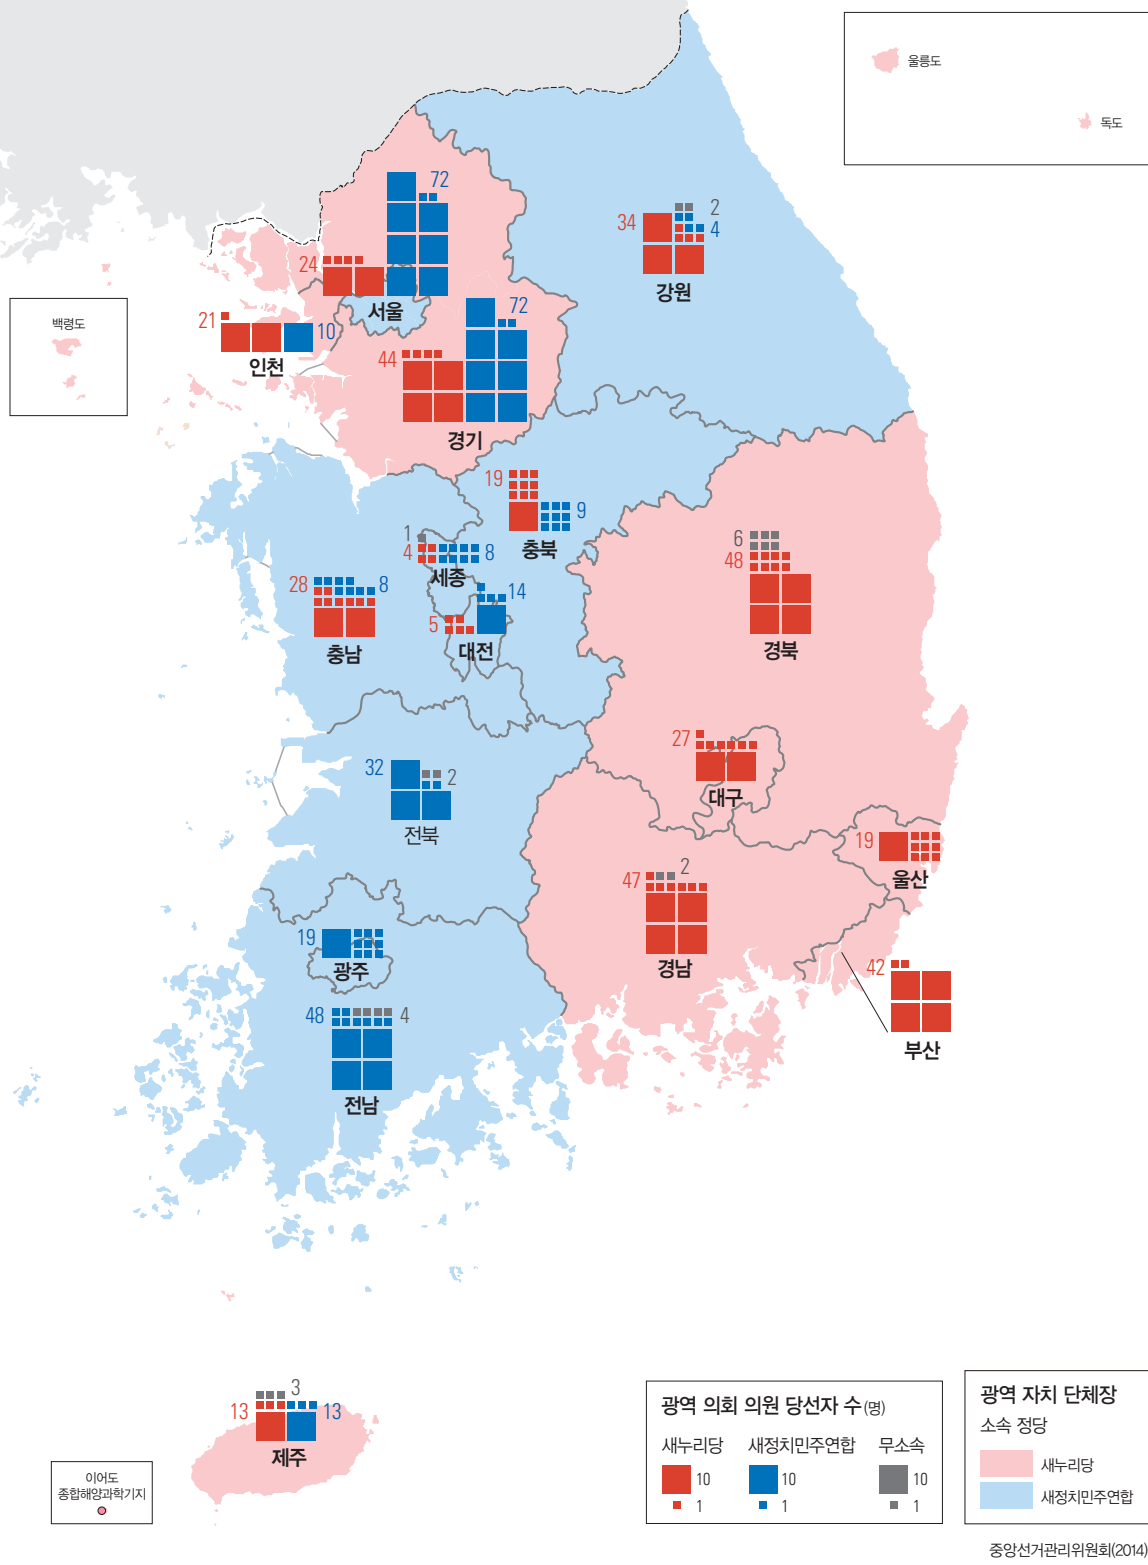 울릉도
독도
72
24
서울
34
2
4
강원
백령도
21
10
인천
72
44
경기
19
9
충북
1
4
8
세종
28
8
충남
14
5
대전
6
48
경북
27
대구
32
2
전북
19
울산
47
2
경남
42
부산
19
광주
48
4
전남
3
13
13
제주
이어도
종합해양과학기지
광역 의회 의원 당선자 수(명)
새누리당 새정치민주연합 무소속
10 10 10
1 1 1
광역 자치 단체장
소속 정당
새누리당
새정치민주연합
중앙선거관리위원회(2014)